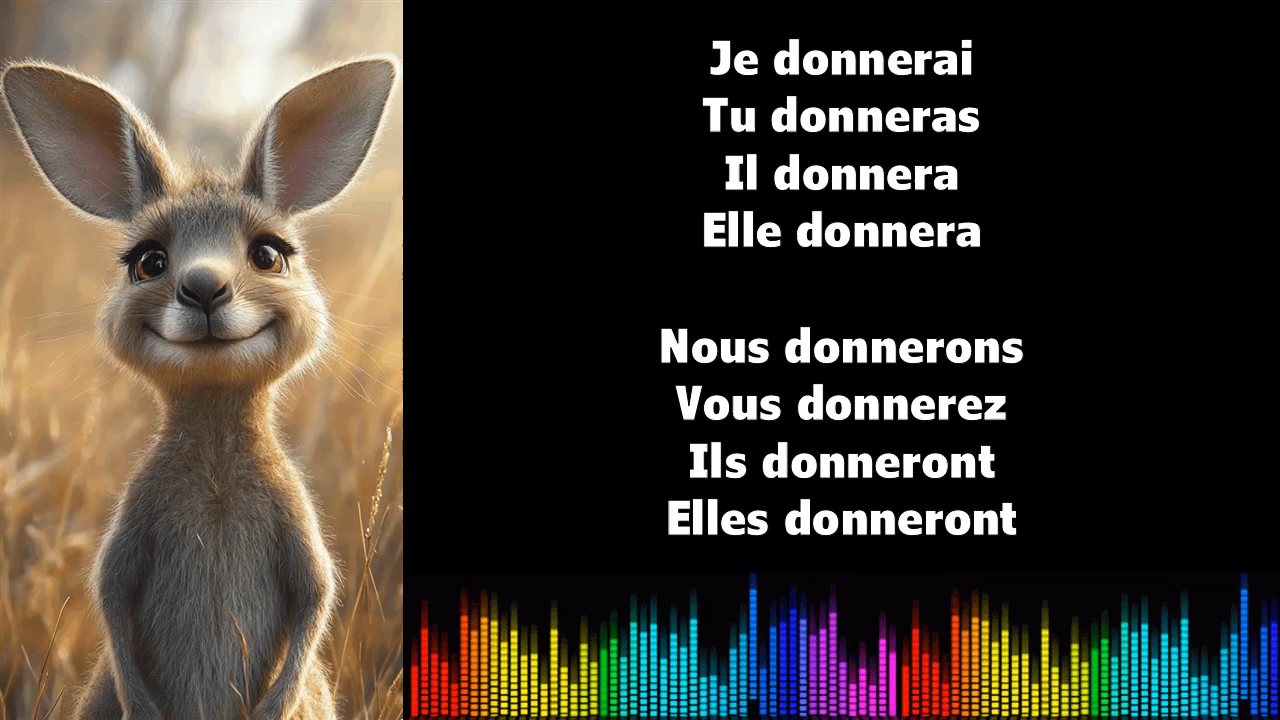 Je donnerai
Tu donneras
Il donnera
Elle donnera
Nous donnerons
Vous donnerez
Ils donneront
Elles donneront